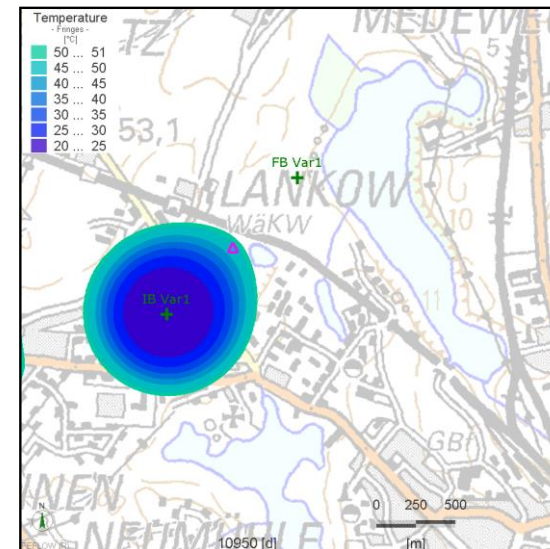 Temperature
- Fringes -
[°C]
50 ... 51
45 ... 50
40 ... 45
35 ... 40
30 ... 35
25 ... 30
20 ... 25
MEDEWE
TZ
5
53,1
FB Var1
LANKOW
WäKW
10
11
IB Var1
GBf
N
0 250 500
[m]
NEUMÜHLE
10950 [d]